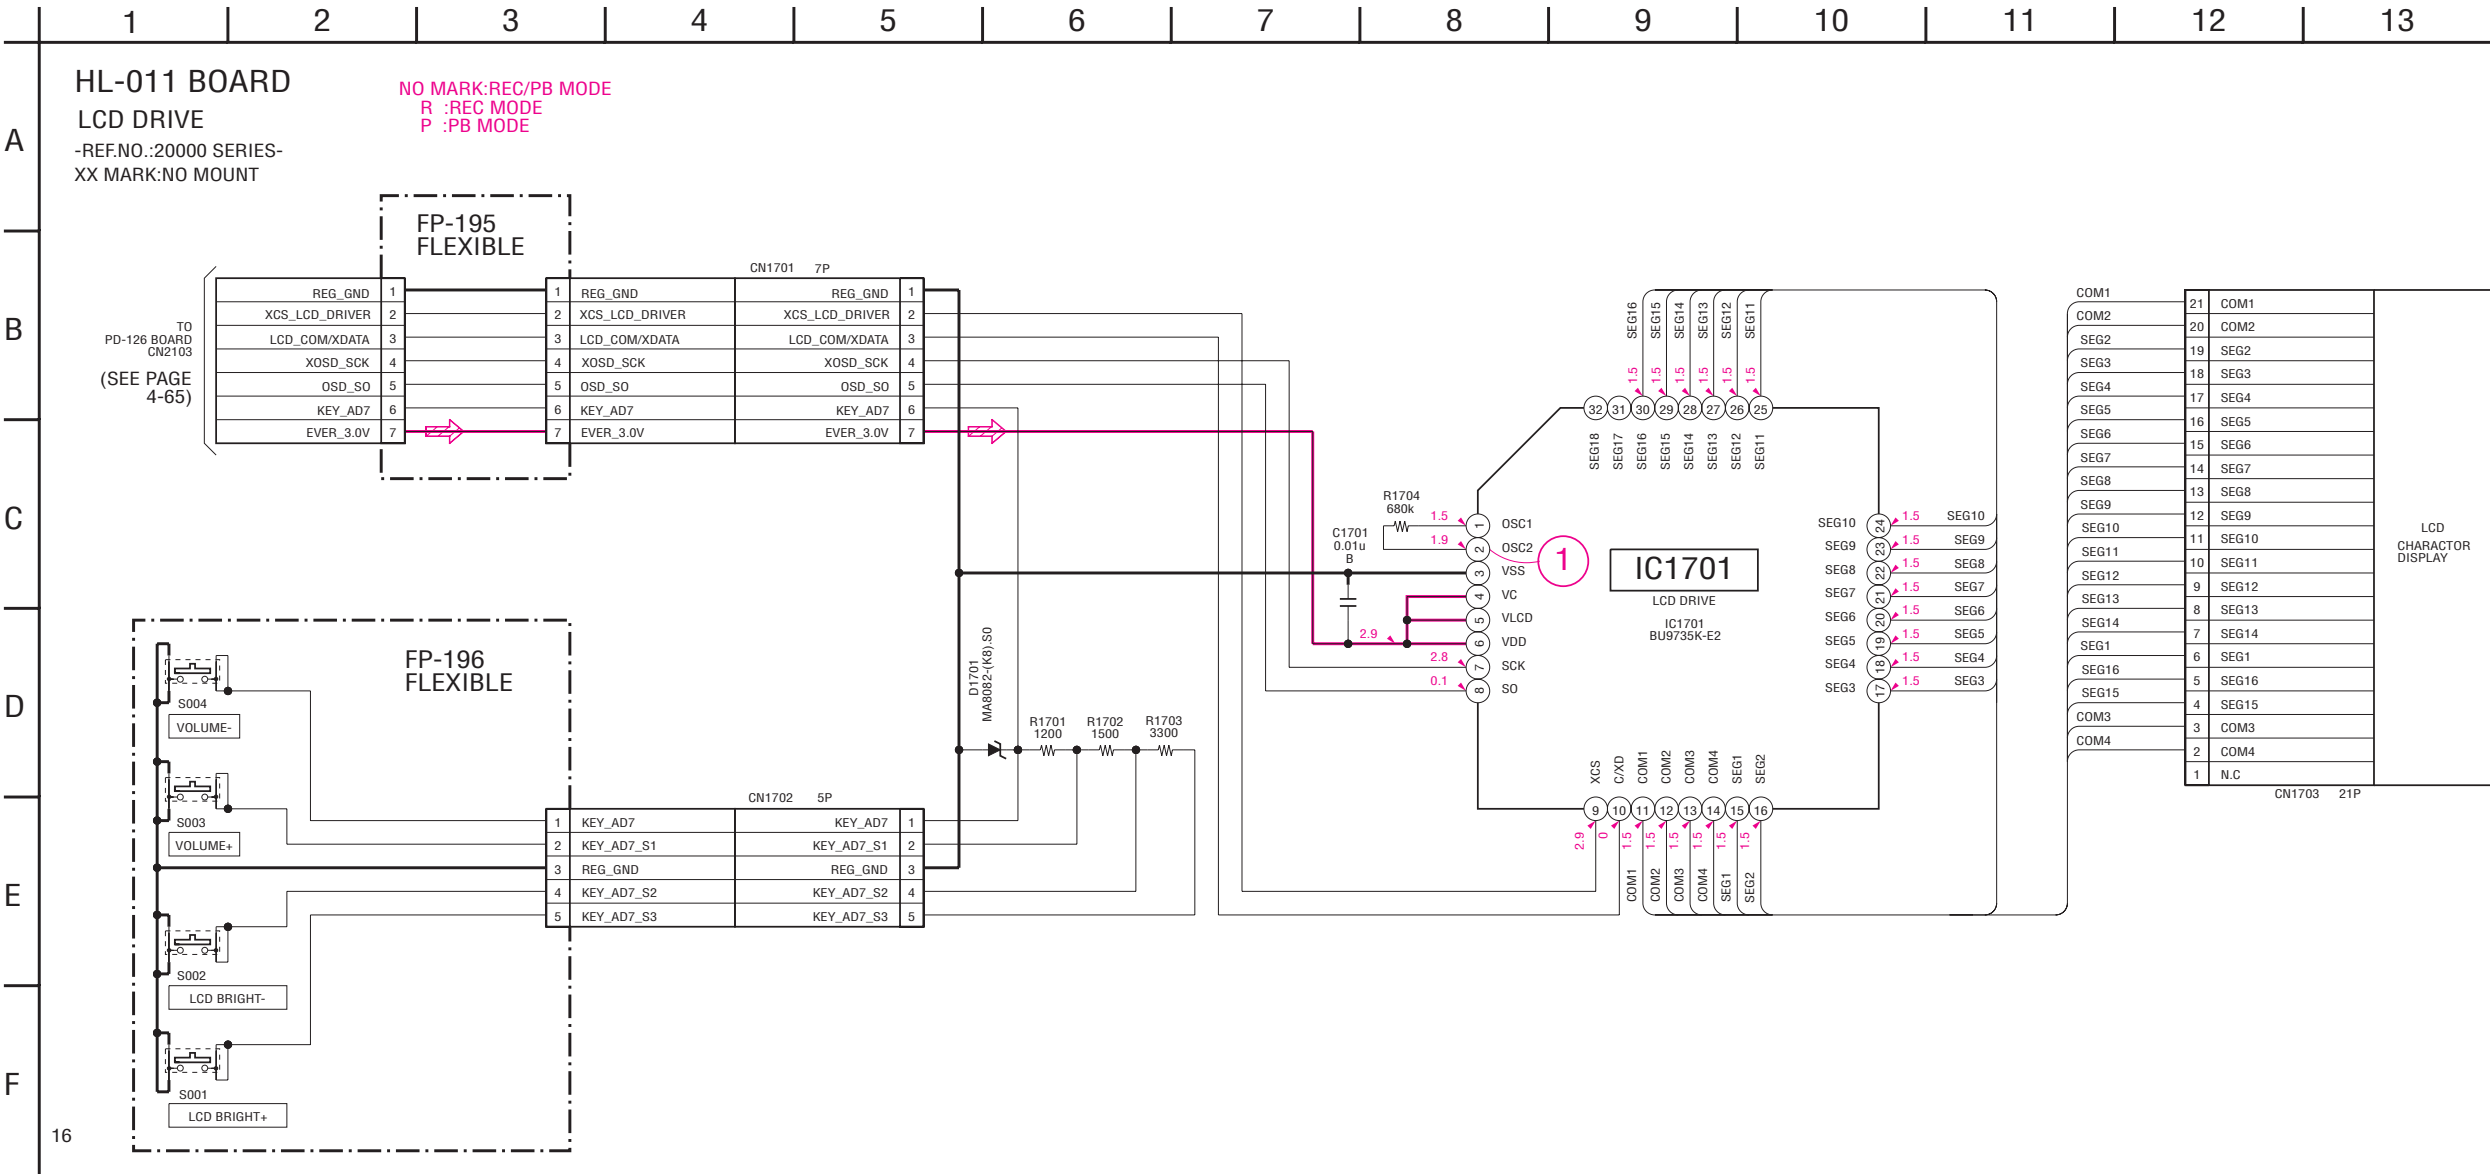 1 2 3 4 5 6 7 8 9 10 11 12 13
A
B
C
D
E
F
HL-011 BOARD
LCD DRIVE
-REF.NO.:20000 SERIES-
XX MARK:NO MOUNT
NO MARK:REC/PB MODE
R :REC MODE
P :PB MODE
FP-195
FLEXIBLE
TO
PD-126 BOARD
CN2103
(SEE PAGE
4-65)
REG_GND 1
XCS_LCD_DRIVER 2
LCD_COM/XDATA 3
XOSD_SCK 4
OSD_SO 5
KEY_AD7 6
EVER_3.0V 7
CN1701 7P
1 REG_GND REG_GND 1
2 XCS_LCD_DRIVER XCS_LCD_DRIVER 2
3 LCD_COM/XDATA LCD_COM/XDATA 3
4 XOSD_SCK XOSD_SCK 4
5 OSD_SO OSD_SO 5
6 KEY_AD7 KEY_AD7 6
7 EVER_3.0V EVER_3.0V 7
FP-196
FLEXIBLE
S004
VOLUME-
S003
VOLUME+
S002
LCD BRIGHT-
S001
LCD BRIGHT+
CN1702 5P
1 KEY_AD7 KEY_AD7 1
2 KEY_AD7_S1 KEY_AD7_S1 2
3 REG_GND REG_GND 3
4 KEY_AD7_S2 KEY_AD7_S2 4
5 KEY_AD7_S3 KEY_AD7_S3 5
D1701
MA8082-(K8).S0
R1701
1200
R1702
1500
R1703
3300
R1704
680k
C1701
0.01u
B
SEG16 SEG15 SEG14 SEG13 SEG12 SEG11
1.5 1.5 1.5 1.5 1.5 1.5
32 31 30 29 28 27 26 25
SEG18 SEG17 SEG16 SEG15 SEG14 SEG13 SEG12 SEG11
1.5 1 OSC1
1.9 2 OSC2
1
3 VSS
4 VC
5 VLCD
2.9 6 VDD
2.8 7 SCK
0.1 8 SO
IC1701
LCD DRIVE
IC1701
BU9735K-E2
SEG10 24 1.5 SEG10
SEG9 23 1.5 SEG9
SEG8 22 1.5 SEG8
SEG7 21 1.5 SEG7
SEG6 20 1.5 SEG6
SEG5 19 1.5 SEG5
SEG4 18 1.5 SEG4
SEG3 17 1.5 SEG3
XCS C/XD COM1 COM2 COM3 COM4 SEG1 SEG2
9 10 11 12 13 14 15 16
2.9 0 1.5 1.5 1.5 1.5 1.5 1.5
COM1 COM2 COM3 COM4 SEG1 SEG2
COM1 21 COM1
COM2 20 COM2
SEG2 19 SEG2
SEG3 18 SEG3
SEG4 17 SEG4
SEG5 16 SEG5
SEG6 15 SEG6
SEG7 14 SEG7
SEG8 13 SEG8
SEG9 12 SEG9
SEG10 11 SEG10
SEG11 10 SEG11
SEG12 9 SEG12
SEG13 8 SEG13
SEG14 7 SEG14
SEG1 6 SEG1
SEG16 5 SEG16
SEG15 4 SEG15
COM3 3 COM3
COM4 2 COM4
1 N.C
CN1703 21P
LCD
CHARACTOR
DISPLAY
16